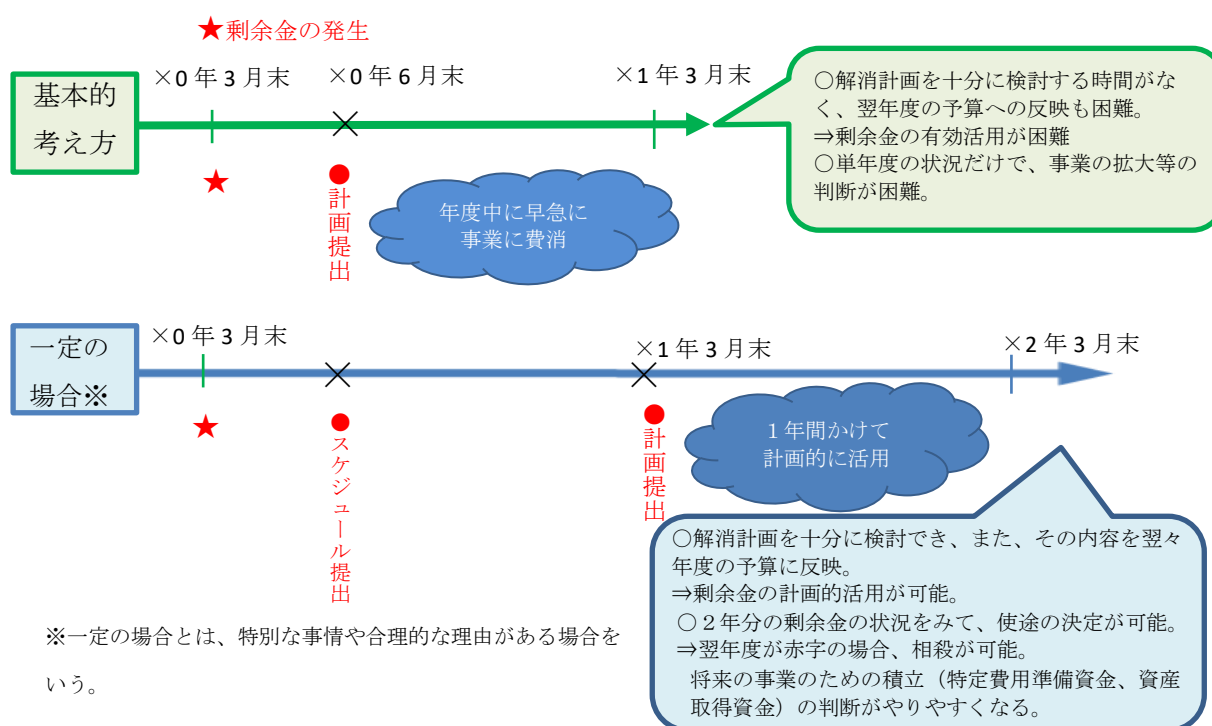 ★剰余金の発生
×0年3月末
×0年6月末
×1年3月末
基本的
考え方
★
●計画提出
年度中に早急に
事業に費消
○解消計画を十分に検討する時間がな
く、翌年度の予算への反映も困難。
⇒剰余金の有効活用が困難
○単年度の状況だけで、事業の拡大等の
判断が困難。
一定の
場合※
×0年3月末
×1年3月末
×2年3月末
★
●スケジュール提出
●計画提出
1年間かけて
計画的に活用
○解消計画を十分に検討でき、また、その内容を翌々
年度の予算に反映。
⇒剰余金の計画的活用が可能。
○2年分の剰余金の状況をみて、使途の決定が可能。
⇒翌年度が赤字の場合、相殺が可能。
将来の事業のための積立（特定費用準備資金、資産
取得資金）の判断がやりやすくなる。
※一定の場合とは、特別な事情や合理的な理由がある場合を
いう。